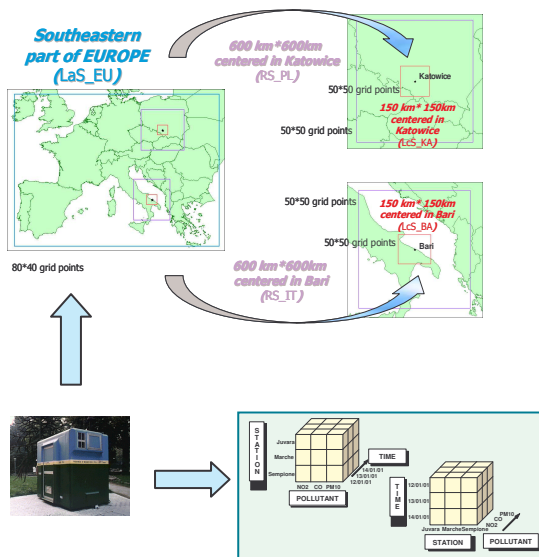 Southeastern
part of EUROPE
(LaS_EU)
600 km*600km
centered in Katowice
(RS_PL)
Katowice
50*50 grid points
150 km* 150km
centered in
Katowice
(LcS_KA)
50*50 grid points
50*50 grid points
150 km* 150km
centered in Bari
(LcS_BA)
50*50 grid points
Bari
80*40 grid points
600 km*600km
centered in Bari
(RS_IT)
STATION
Juvara
Marche
Sempione
NO2 CO PM10
POLLUTANT
14/01/01
13/01/01
12/01/01
TIME
TIME
12/01/01
13/01/01
14/01/01
Juvara MarcheSempione
STATION
PM10
CO
NO2
POLLUTANT